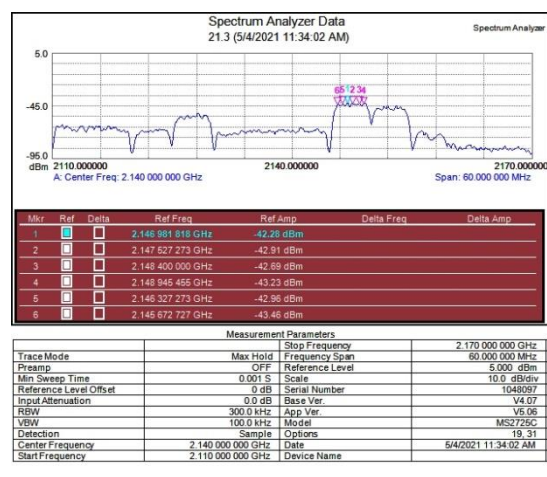 Spectrum Analyzer Data
Spectrum Analyzer
21.3 (5/4/2021 11:34:02 AM)
5.0
651234
-45.0
-95.0
dBm 2110.000000 2140.000000 2170.000000
A: Center Freq: 2.140 000 000 GHz Span: 60.000 000 MHz
Mkr Ref Delta Ref Freq Ref Amp Delta Freq Delta Amp
1 2.146 981 818 GHz -42.28 dBm
2 2.147 527 273 GHz -42.91 dBm
3 2.148 400 000 GHz -42.69 dBm
4 2.148 945 455 GHz -43.23 dBm
5 2.146 327 273 GHz -42.96 dBm
6 2.145 672 727 GHz -43.46 dBm
Measurement Parameters
Stop Frequency 2.170 000 000 GHz
Trace Mode Max Hold Frequency Span 60.000 000 MHz
Preamp OFF Reference Level 5.000 dBm
Min Sweep Time 0.001 S Scale 10.0 dB/div
Reference Level Offset 0 dB Serial Number 1048097
Input Attenuation 0.0 dB Base Ver. V4.07
RBW 300.0 kHz App Ver. V5.06
VBW 100.0 kHz Model MS2725C
Detection Sample Options 19, 31
Center Frequency 2.140 000 000 GHz Date 5/4/2021 11:34:02 AM
Start Frequency 2.110 000 000 GHz Device Name